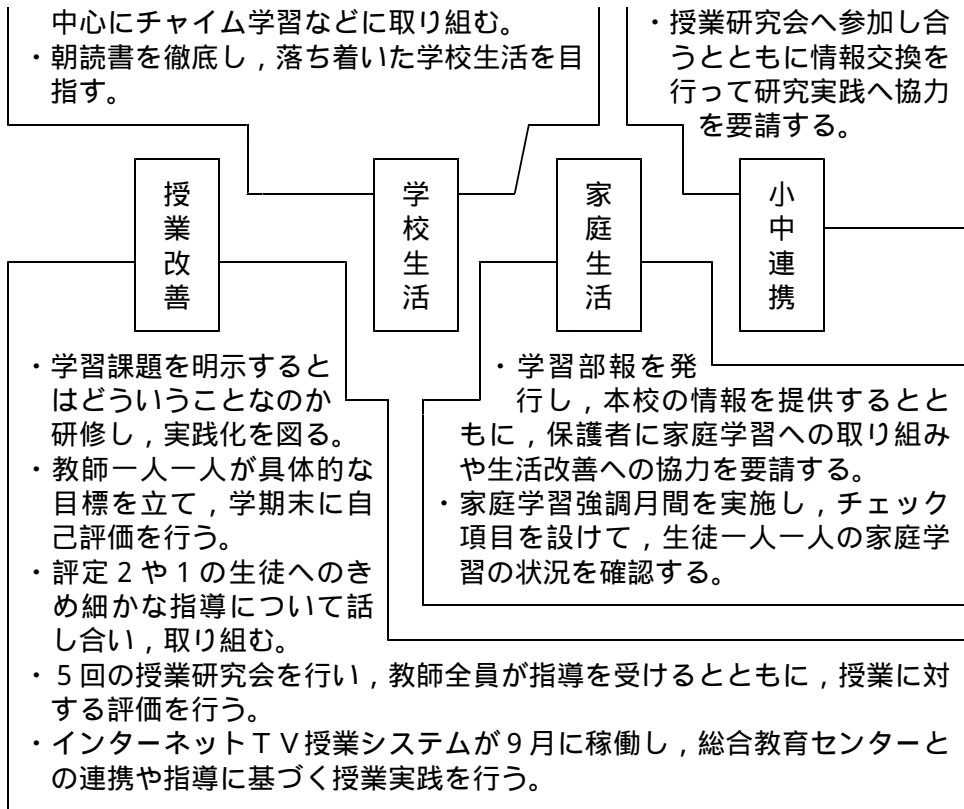 中心にチャイム学習などに取り組む。
・朝読書を徹底し，落ち着いた学校生活を目
指す。
・授業研究会へ参加し合
うとともに情報交換を
行って研究実践へ協力
を要請する。
授業改善
学校生活
家庭生活
小中連携
・学習課題を明示すると
はどういうことなのか
研修し，実践化を図る。
・教師一人一人が具体的な
目標を立て，学期末に自
己評価を行う。
・評定２や１の生徒へのき
め細かな指導について話
し合い，取り組む。
・５回の授業研究会を行い，教師全員が指導を受けるとともに，授業に対
する評価を行う。
・インターネットＴＶ授業システムが９月に稼働し，総合教育センターと
の連携や指導に基づく授業実践を行う。
・学習部報を発
行し，本校の情報を提供するとと
もに，保護者に家庭学習への取り組み
や生活改善への協力を要請する。
・家庭学習強調月間を実施し，チェック
項目を設けて，生徒一人一人の家庭学
習の状況を確認する。